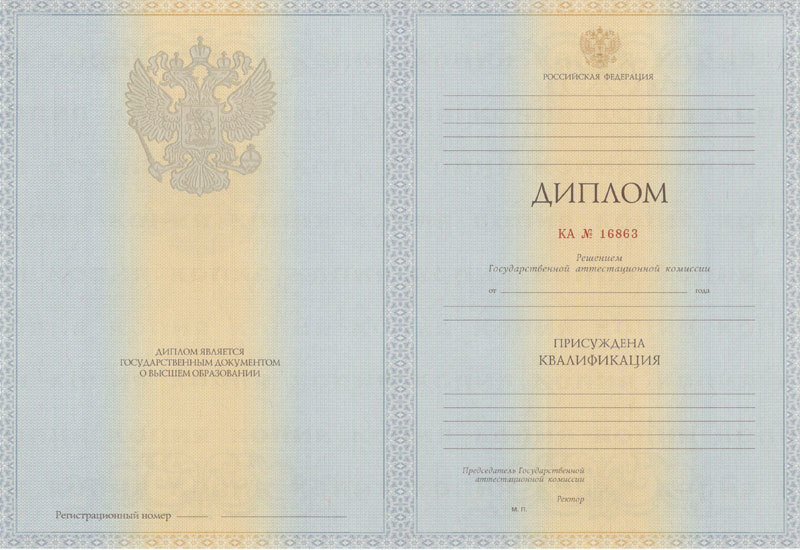 ДИПЛОМ ЯВЛЯЕТСЯ
ГОСУДАРСТВЕННЫМ ДОКУМЕНТОМ
О ВЫСШЕМ ОБРАЗОВАНИИ
Регистрационный номер
РОССИЙСКАЯ ФЕДЕРАЦИЯ
ДИПЛОМ
КА № 16863
Решением
Государственной аттестационной комиссии
от года
ПРИСУЖДЕНА
КВАЛИФИКАЦИЯ
Председатель Государственной
аттестационной комиссии
Ректор
М. П.